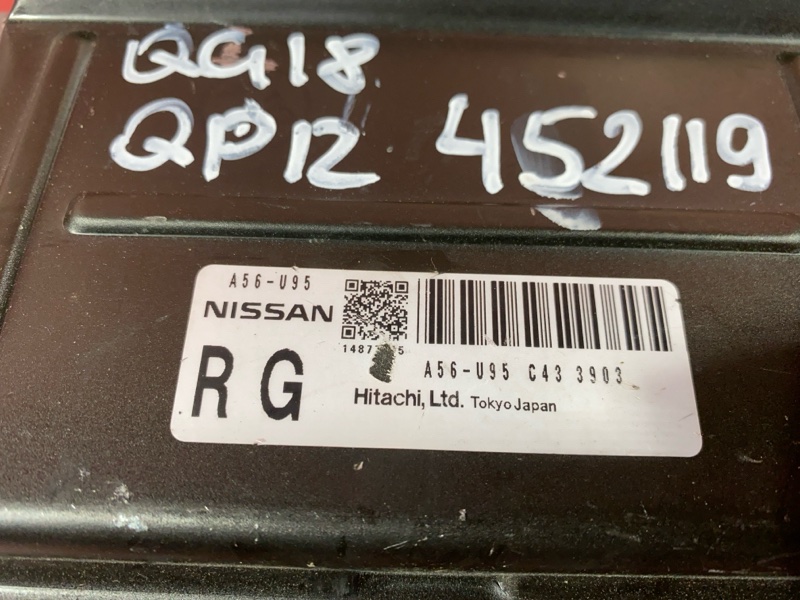 QG18
QP12 452119
A56-U95
NISSAN
RG
A56-U95 C43 3903
Hitachi, Ltd. Tokyo Japan